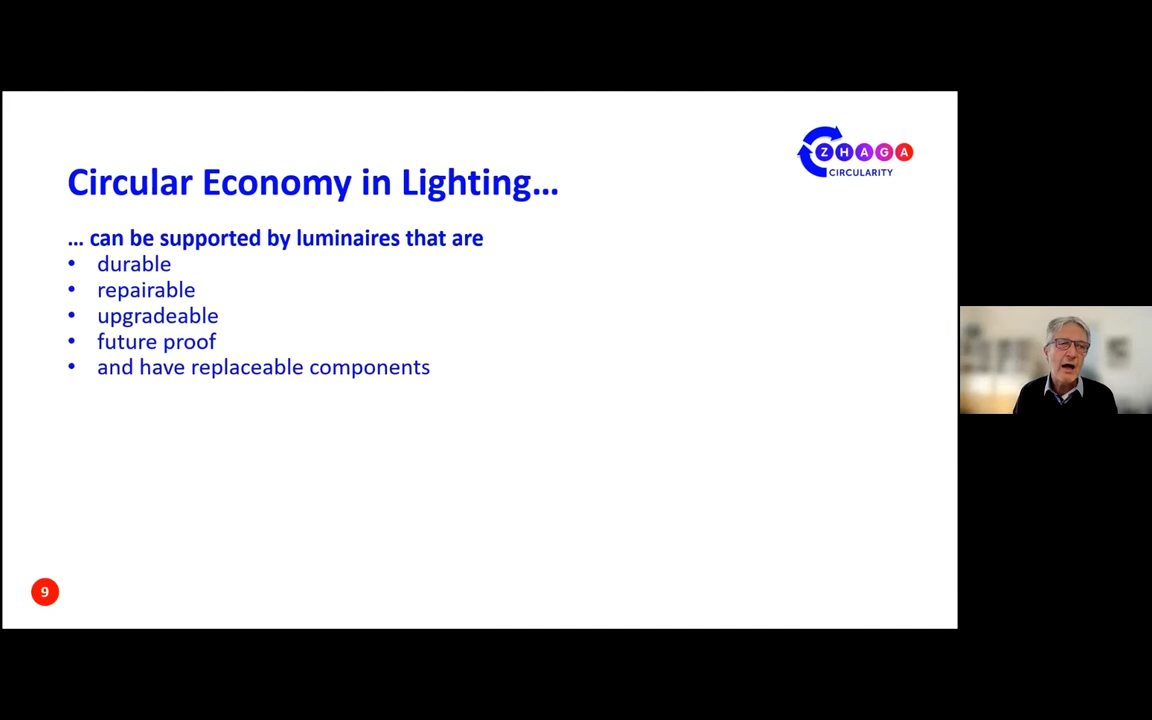 ZHAGA
CIRCULARITY
Circular Economy in Lighting…
… can be supported by luminaires that are
• durable
• repairable
• upgradeable
• future proof
• and have replaceable components
9